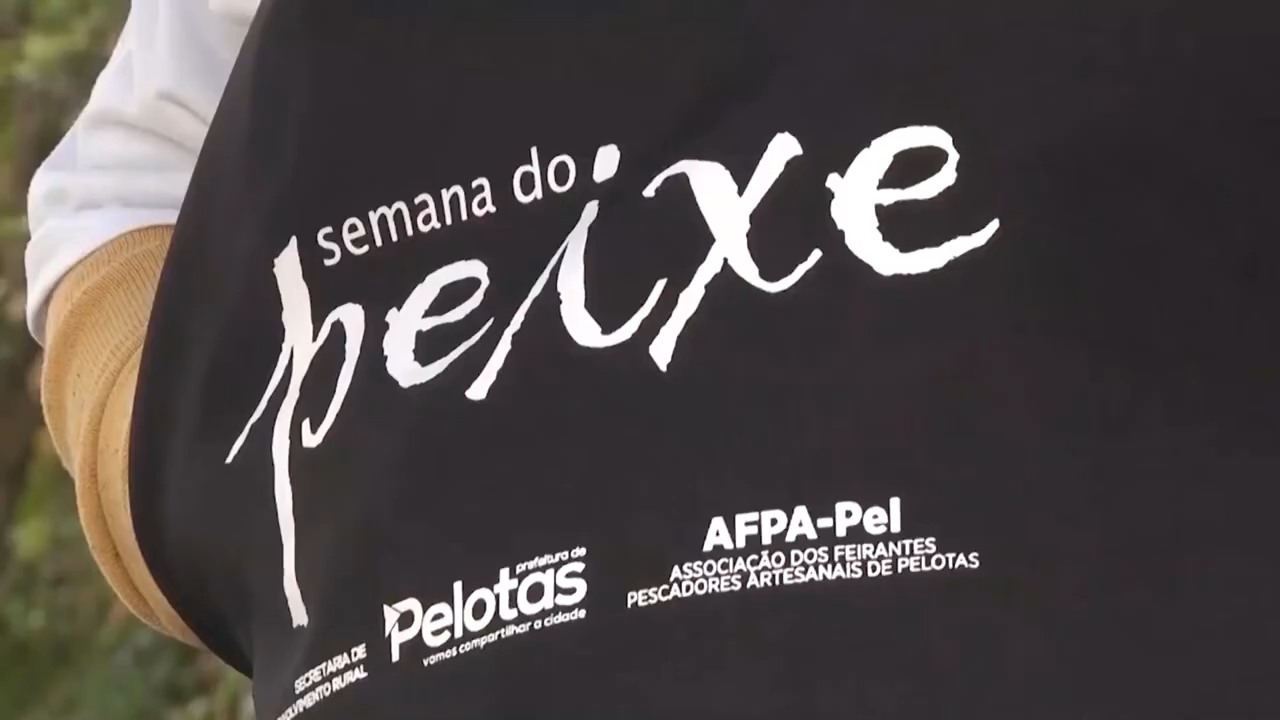 semana do
peixe
AFPA-Pel
ASSOCIAÇÃO DOS FEIRANTES
PESCADORES ARTESANAIS DE PELOTAS
prefeitura de
Pelotas
vamos compartilhar a cidade
SECRETARIA DE
RURAL